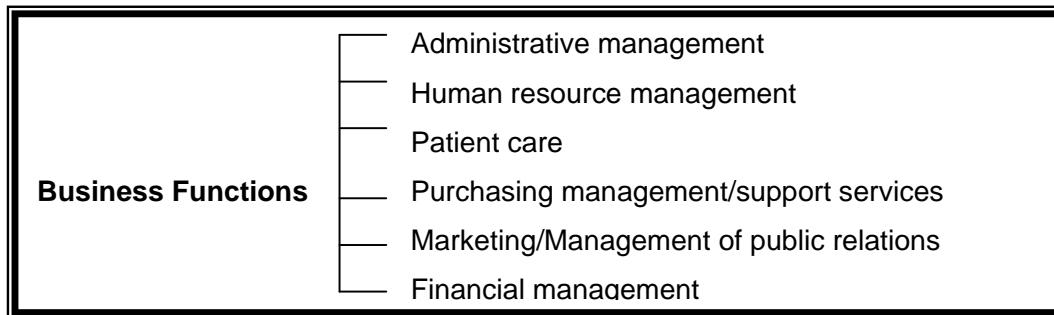 Administrative management
Human resource management
Patient care
Business Functions
Purchasing management/support services
Marketing/Management of public relations
Financial management